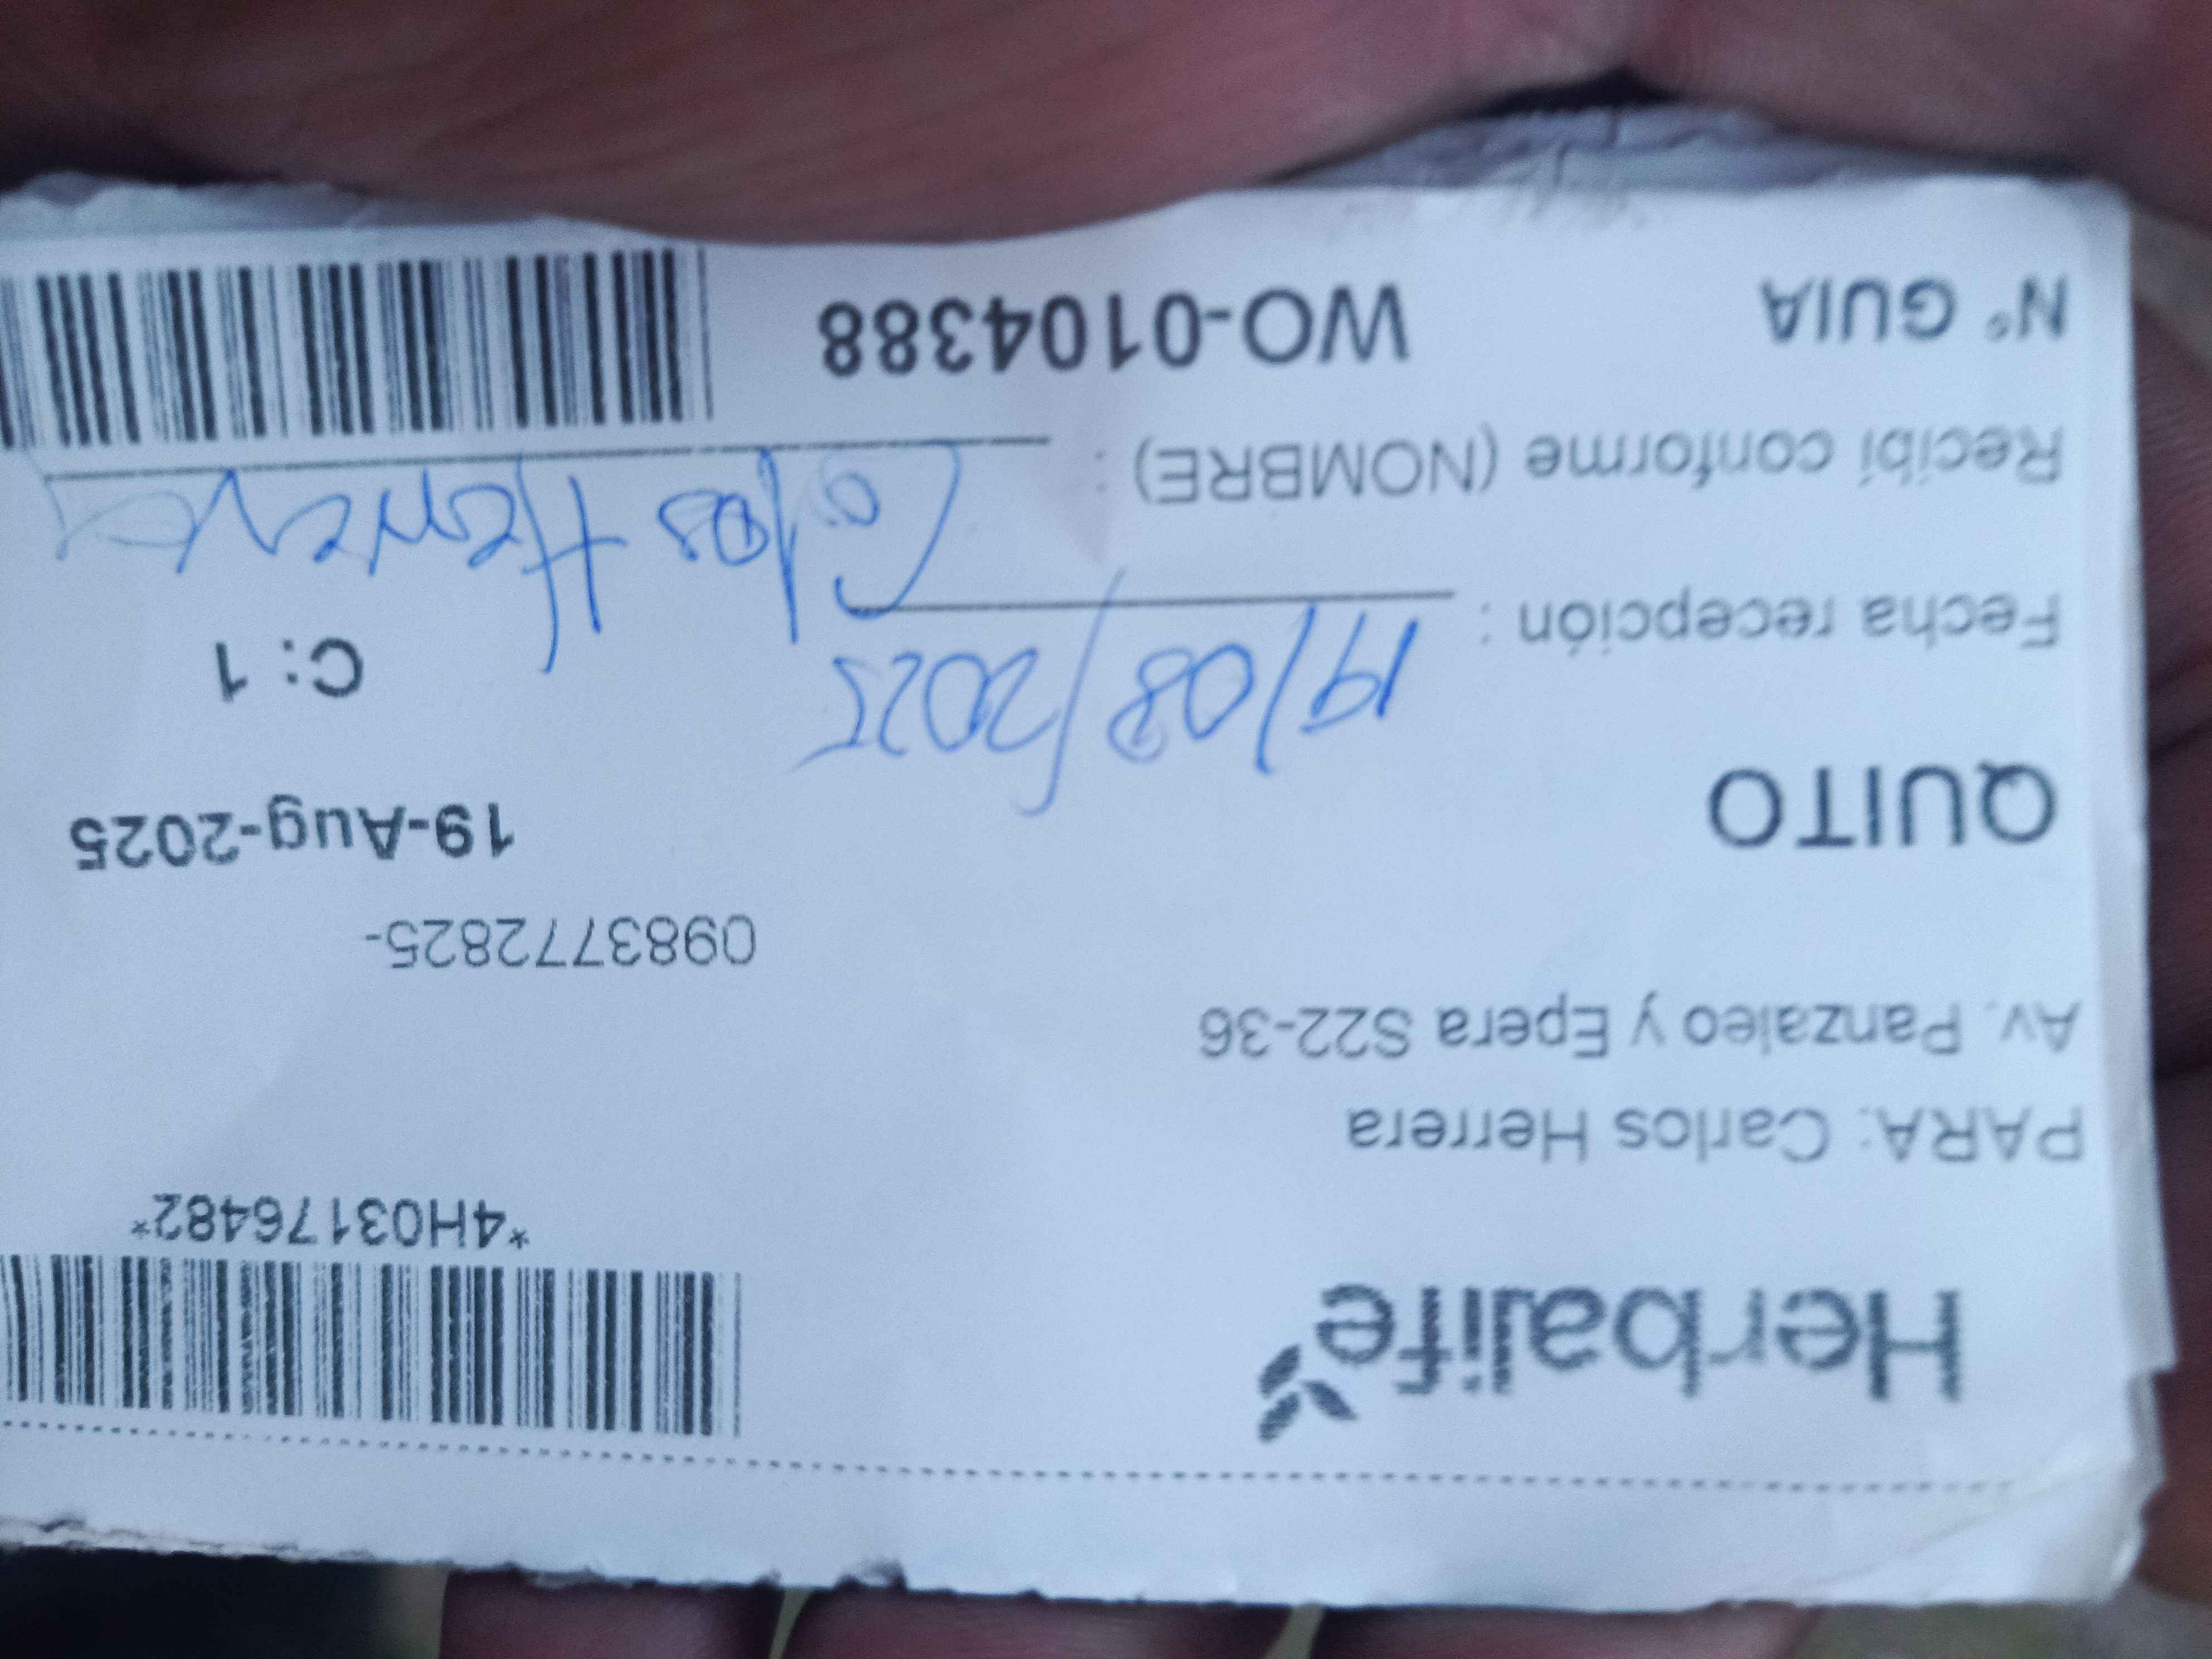 Herbalife
*4H03176482*
PARA: Carlos Herrera
Av. Panzaleo y Epera S22-36
0983772825-
QUITO
19-Aug-2025
Fecha recepción : 19/08/2025
C: 1
Recibí conforme (NOMBRE) : Carlos Herrera
N° GUIA WO-0104388